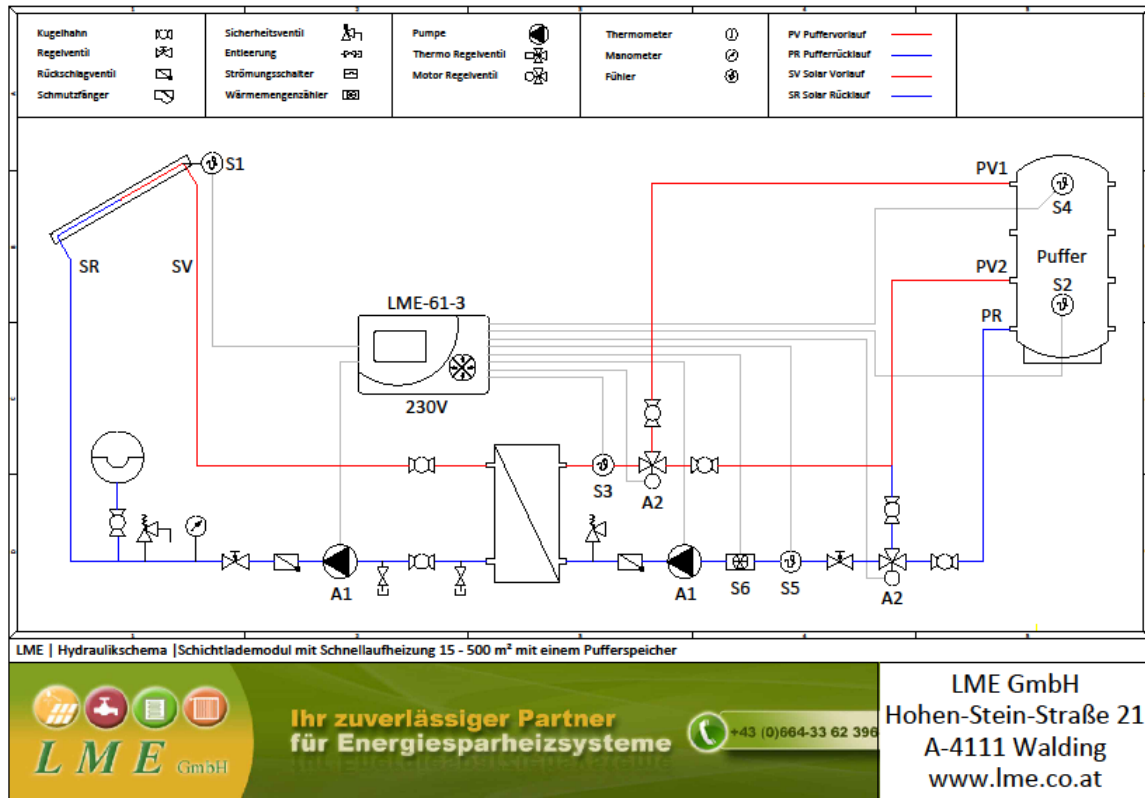 Kugelhahn
Regelventil
Rückschlagventil
Schmutzfänger
Sicherheitsventil
Entleerung
Strömungsschalter
Wärmemengenzähler
Pumpe
Thermo Regelventil
Motor Regelventil
Thermometer
Manometer
Fühler
PV Puffervorlauf
PR Pufferrücklauf
SV Solar Vorlauf
SR Solar Rücklauf
S1
PV1
S4
SR
SV
Puffer
PV2
S2
LME-61-3
PR
230V
S3
A2
A1
A1
S6
S5
A2
LME | Hydraulikschema |Schichtlademodul mit Schnellaufheizung 15 - 500 m² mit einem Pufferspeicher
LME GmbH
Ihr zuverlässiger Partner
für Energiesparheizsysteme
+43 (0)664-33 62 396
LME GmbH
Hohen-Stein-Straße 21
A-4111 Walding
www.lme.co.at